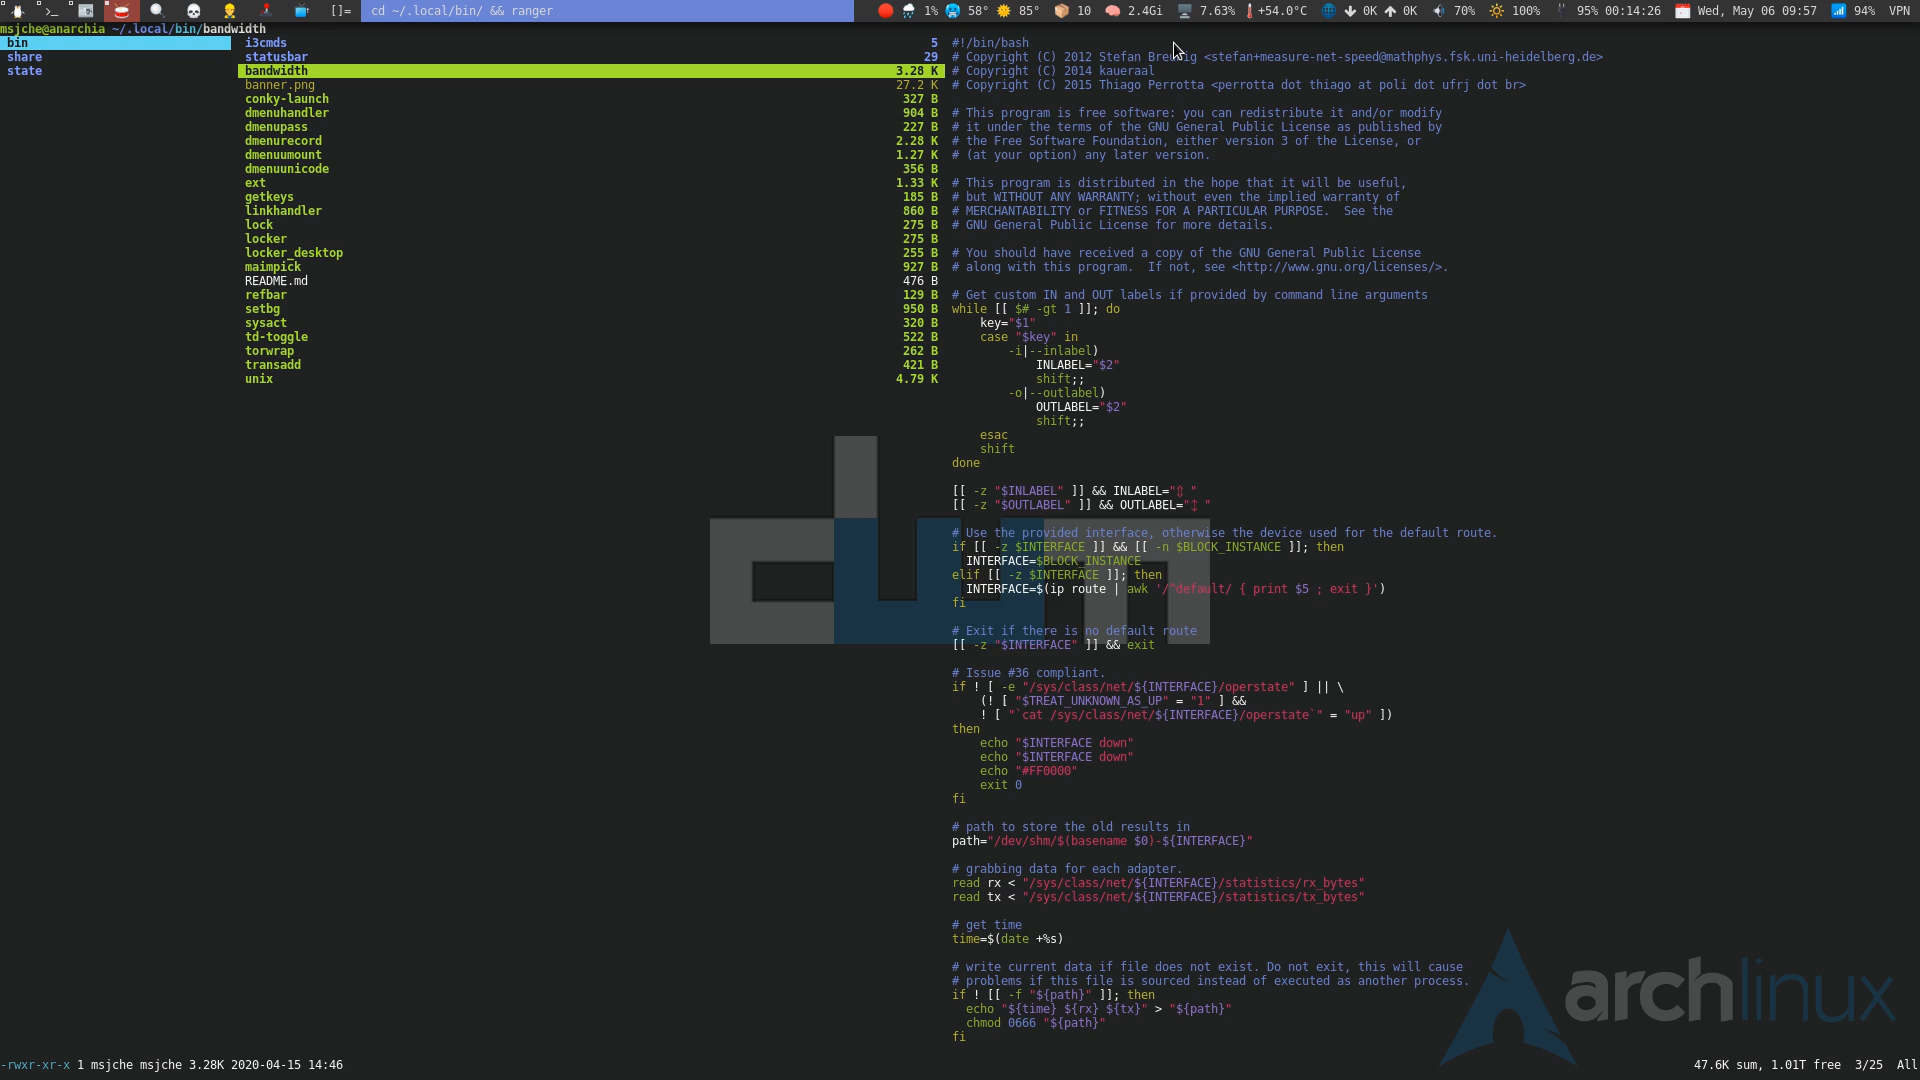 []= cd ~/.local/bin/ && ranger 1% 58° 85° 10 2.4Gi 7.63% +54.0°C 0K 0K 70% 100% 95% 00:14:26 Wed, May 06 09:57 94% VPN
msjche@anarchia ~/.local/bin/bandwidth
bin
share
state
i3cmds 5
statusbar 29
bandwidth 3.28 K
banner.png 27.2 K
conky-launch 327 B
dmenuhandler 904 B
dmenupass 227 B
dmenurecord 2.28 K
dmenuumount 1.27 K
dmenuunicode 356 B
ext 1.33 K
getkeys 185 B
linkhandler 860 B
lock 275 B
locker 275 B
locker_desktop 255 B
maimpick 927 B
README.md 476 B
refbar 129 B
setbg 950 B
sysact 320 B
td-toggle 522 B
torwrap 262 B
transadd 421 B
unix 4.79 K
#!/bin/bash
# Copyright (C) 2012 Stefan <stefan+measure-net-speed@mathphys.fsk.uni-heidelberg.de>
# Copyright (C) 2014 kaueraal
# Copyright (C) 2015 Thiago Perrotta <perrotta dot thiago at poli dot ufrj dot br>
# This program is free software: you can redistribute it and/or modify
# it under the terms of the GNU General Public License as published by
# the Free Software Foundation, either version 3 of the License, or
# (at your option) any later version.
# This program is distributed in the hope that it will be useful,
# but WITHOUT ANY WARRANTY; without even the implied warranty of
# MERCHANTABILITY or FITNESS FOR A PARTICULAR PURPOSE.  See the
# GNU General Public License for more details.
# You should have received a copy of the GNU General Public License
# along with this program.  If not, see <http://www.gnu.org/licenses/>.
# Get custom IN and OUT labels if provided by command line arguments
while [[ $# -gt 1 ]]; do
    key="$1"
    case "$key" in
        -i|--inlabel)
            INLABEL="$2"
            shift;;
        -o|--outlabel)
            OUTLABEL="$2"
            shift;;
    esac
    shift
done
[[ -z "$INLABEL" ]] && INLABEL="⇳ "
[[ -z "$OUTLABEL" ]] && OUTLABEL="↕ "
# Use the provided interface, otherwise the device used for the default route.
if [[ -z $INTERFACE ]] && [[ -n $BLOCK_INSTANCE ]]; then
  INTERFACE=$BLOCK_INSTANCE
elif [[ -z $INTERFACE ]]; then
  INTERFACE=$(ip route | awk '/^default/ { print $5 ; exit }')
fi
# Exit if there is no default route
[[ -z "$INTERFACE" ]] && exit
# Issue #36 compliant.
if ! [ -e "/sys/class/net/${INTERFACE}/operstate" ] || \
    (! [ "$TREAT_UNKNOWN_AS_UP" = "1" ] &&
    ! [ "`cat /sys/class/net/${INTERFACE}/operstate`" = "up" ])
then
    echo "$INTERFACE down"
    echo "$INTERFACE down"
    echo "#FF0000"
    exit 0
fi
# path to store the old results in
path="/dev/shm/$(basename $0)-${INTERFACE}"
# grabbing data for each adapter.
read rx < "/sys/class/net/${INTERFACE}/statistics/rx_bytes"
read tx < "/sys/class/net/${INTERFACE}/statistics/tx_bytes"
# get time
time=$(date +%s)
# write current data if file does not exist. Do not exit, this will cause
# problems if this file is sourced instead of executed as another process.
if ! [[ -f "${path}" ]]; then
  echo "${time} ${rx} ${tx}" > "${path}"
  chmod 0666 "${path}"
fi
dwm
archlinux
-rwxr-xr-x 1 msjche msjche 3.28K 2020-04-15 14:46 47.6K sum, 1.01T free  3/25  All